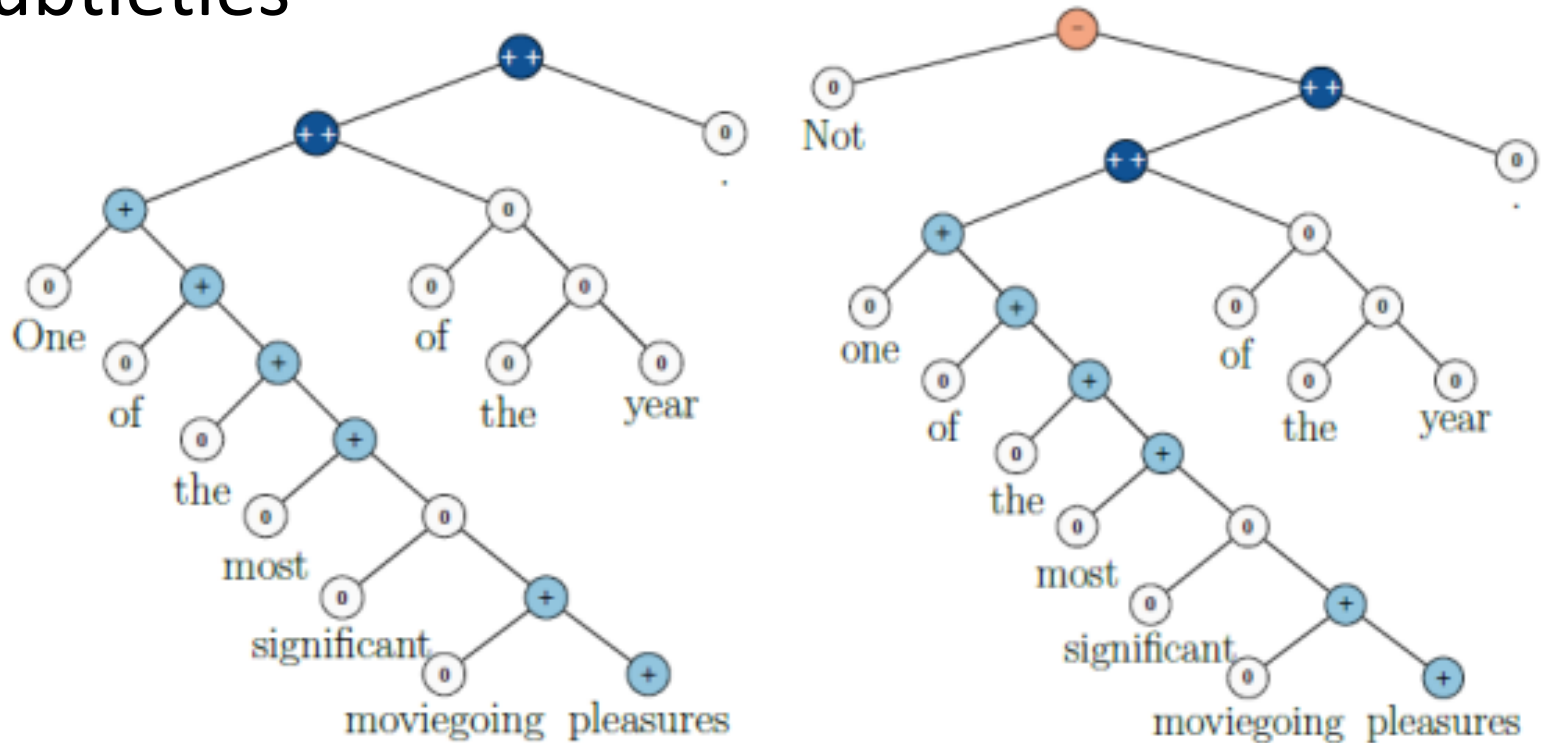 ubtleties
++
++ 0
.
+ 0
0 + 0 0
One of
0 + 0 0
of the year
0 +
the
0 0
most
0 +
significant
0 +
moviegoing pleasures
-
0 ++
Not
++ 0
.
+ 0
0 + 0 0
one of
0 + 0 0
of the year
0 +
the
0 0
most
0 +
significant
0 +
moviegoing pleasures